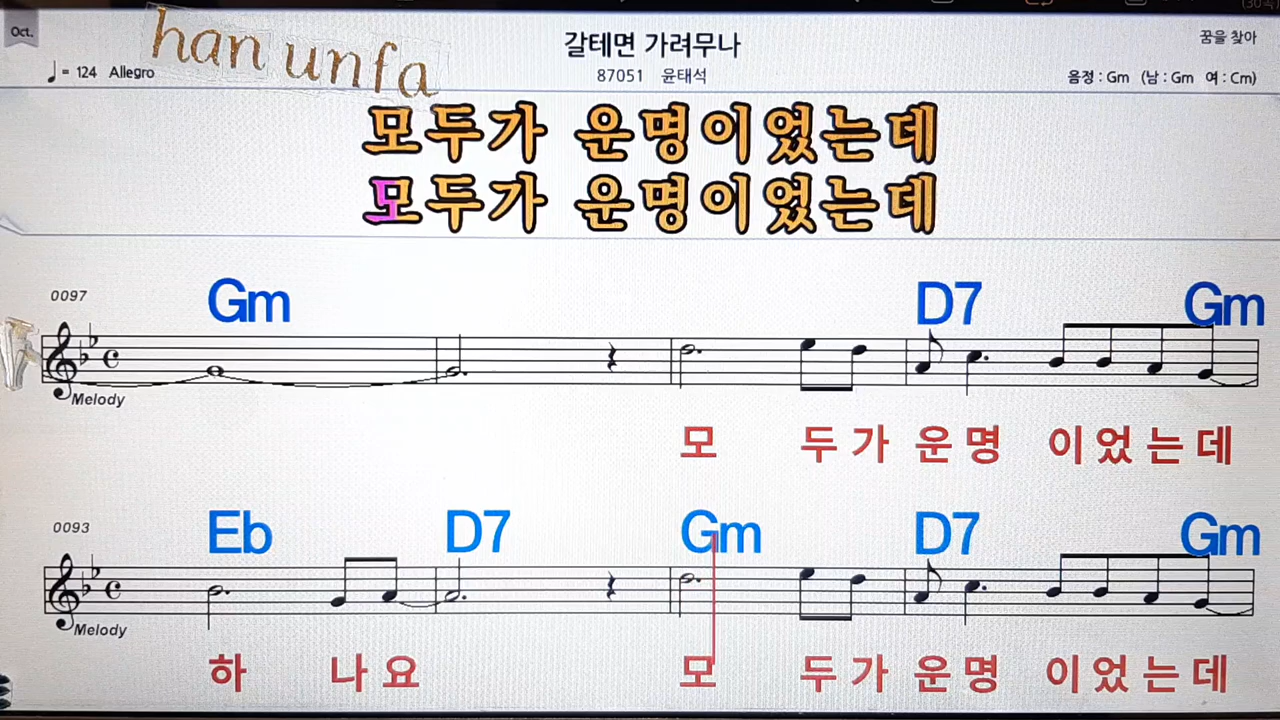 Oct.
han unfa
갈테면 가려무나
꿈을 찾아
= 124 Allegro
87051 윤태석
음정 : Gm (남 : Gm 여 : Cm)
모두가 운명이었는데
모두가 운명이었는데
0097
Gm D7 Gm
Melody
모 두 가 운 명 이 었 는 데
0093
Eb D7 Gm D7 Gm
Melody
하 나 요 모 두 가 운 명 이 었 는 데